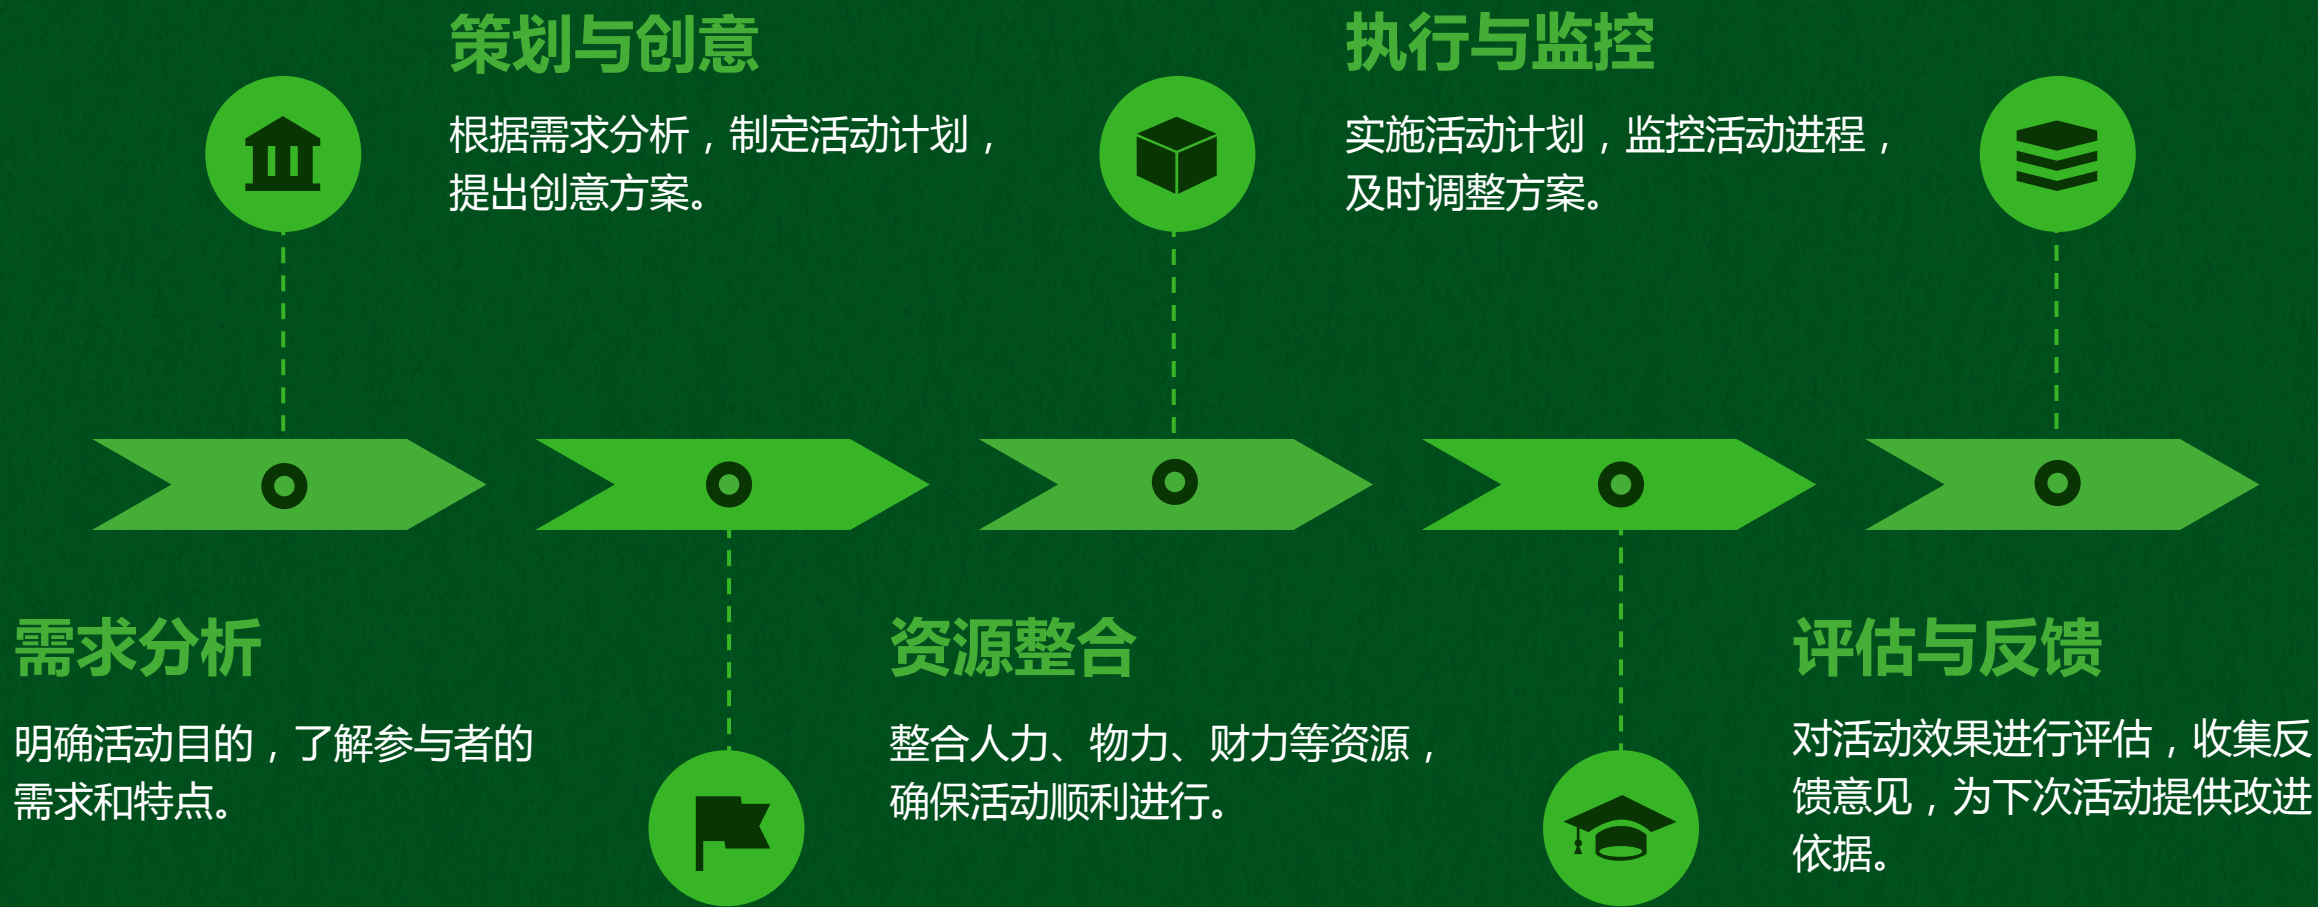 策划与创意
根据需求分析，制定活动计划，
提出创意方案。
执行与监控
实施活动计划，监控活动进程，
及时调整方案。
需求分析
明确活动目的，了解参与者的
需求和特点。
资源整合
整合人力、物力、财力等资源，
确保活动顺利进行。
评估与反馈
对活动效果进行评估，收集反
馈意见，为下次活动提供改进
依据。